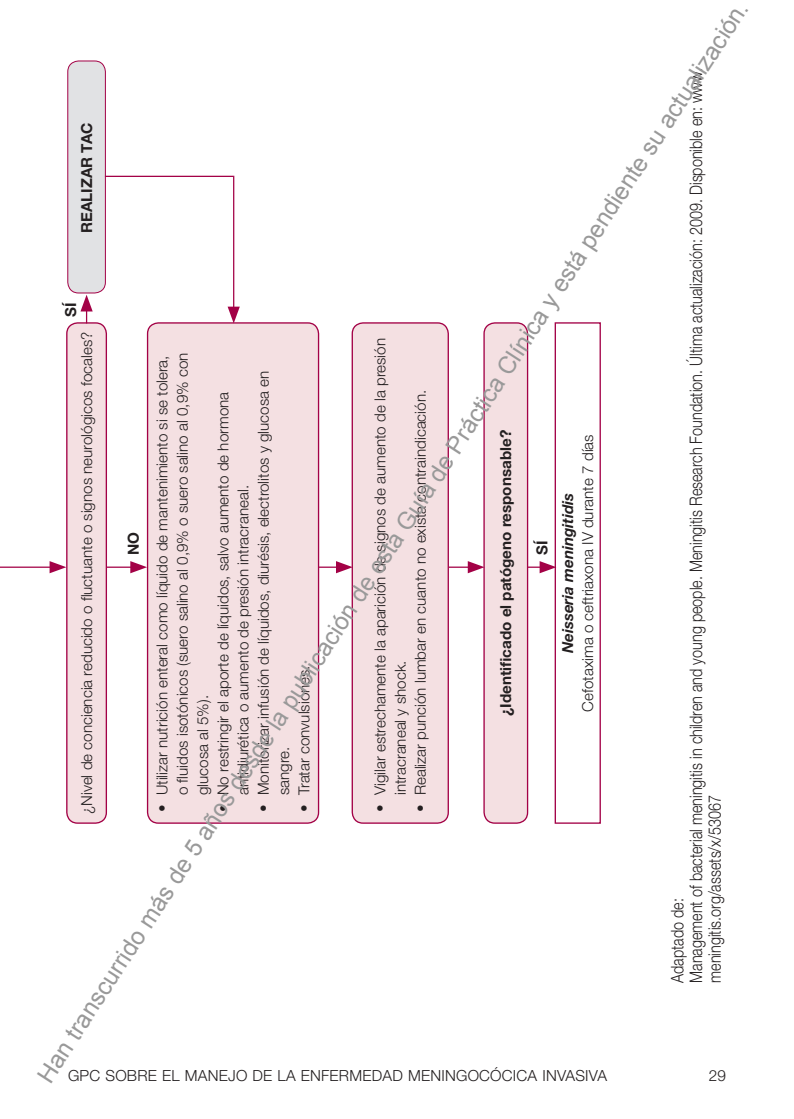 ¿Nivel de conciencia reducido o fluctuante o signos neurológicos focales?
SÍ
REALIZAR TAC
NO
• Utilizar nutrición enteral como líquido de mantenimiento si se tolera,
o fluidos isotónicos (suero salino al 0,9% o suero salino al 0,9% con
glucosa al 5%).
• No restringir el aporte de líquidos, salvo aumento de hormona
antidiurética o aumento de presión intracraneal.
• Monitorizar infusión de líquidos, diurésis, electrolitos y glucosa en
sangre.
• Tratar convulsiones.
• Vigilar estrechamente la aparición de signos de aumento de la presión
intracraneal y shock.
• Realizar punción lumbar en cuanto no exista contraindicación.
¿Identificado el patógeno responsable?
SÍ
Neisseria meningitidis
Cefotaxima o ceftriaxona IV durante 7 días
Adaptado de:
Management of bacterial meningitis in children and young people. Meningitis Research Foundation. Última actualización: 2009. Disponible en: www.
meningitis.org/assets/x/53067
Han transcurrido más de 5 años desde la publicación de esta Guía de Práctica Clínica y está pendiente su actualización.
GPC SOBRE EL MANEJO DE LA ENFERMEDAD MENINGOCÓCICA INVASIVA 29